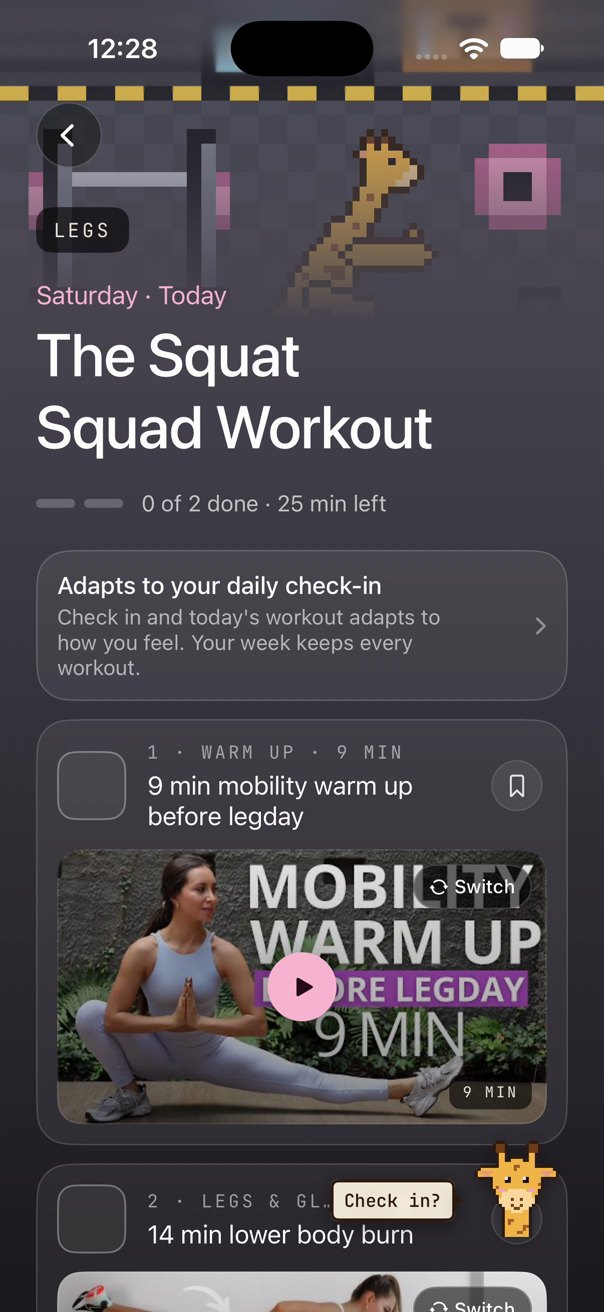 12:28
LEGS
Saturday · Today
The Squat
Squad Workout
0 of 2 done · 25 min left
Adapts to your daily check-in
Check in and today's workout adapts to
how you feel. Your week keeps every
workout.
1 · WARM UP · 9 MIN
9 min mobility warm up
before legday
MOBILITY
Switch
WARM UP
BEFORE LEGDAY
9 MIN
9 MIN
2 · LEGS & GL…
Check in?
14 min lower body burn
Switch